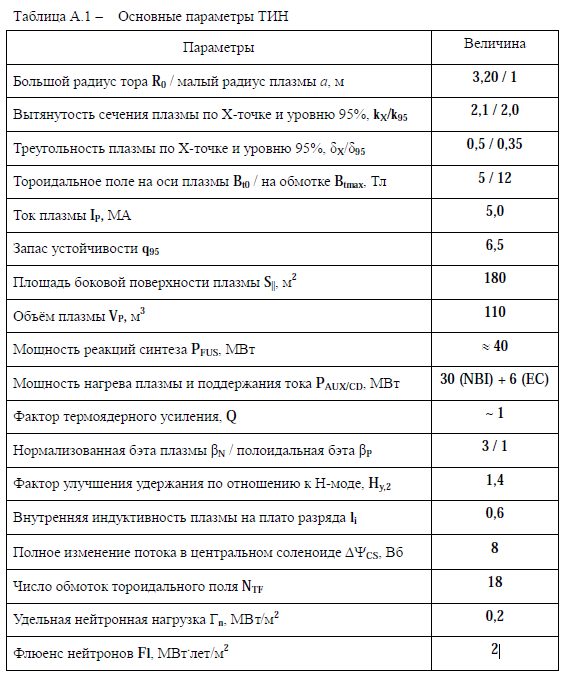 Таблица А.1 – Основные параметры ТИН
Параметры Величина
Большой радиус тора R0 / малый радиус плазмы a, м 3,20 / 1
Вытянутость сечения плазмы по X-точке и уровню 95%, kX/k95 2,1 / 2,0
Треугольность плазмы по X-точке и уровню 95%, δX/δ95 0,5 / 0,35
Тороидальное поле на оси плазмы Bt0 / на обмотке Btmax, Тл 5 / 12
Ток плазмы IP, МА 5,0
Запас устойчивости q95 6,5
Площадь боковой поверхности плазмы S||, м² 180
Объём плазмы VP, м³ 110
Мощность реакций синтеза PFUS, МВт ≈ 40
Мощность нагрева плазмы и поддержания тока PAUX/CD, МВт 30 (NBI) + 6 (EC)
Фактор термоядерного усиления, Q ~ 1
Нормализованная бэта плазмы βN / полоидальная бэта βP 3 / 1
Фактор улучшения удержания по отношению к Н-моде, Hy,2 1,4
Внутренняя индуктивность плазмы на плато разряда li 0,6
Полное изменение потока в центральном соленоиде ΔΨCS, Вб 8
Число обмоток тороидального поля NTF 18
Удельная нейтронная нагрузка Гn, МВт/м² 0,2
Флюенс нейтронов Fl, МВт·лет/м² 2